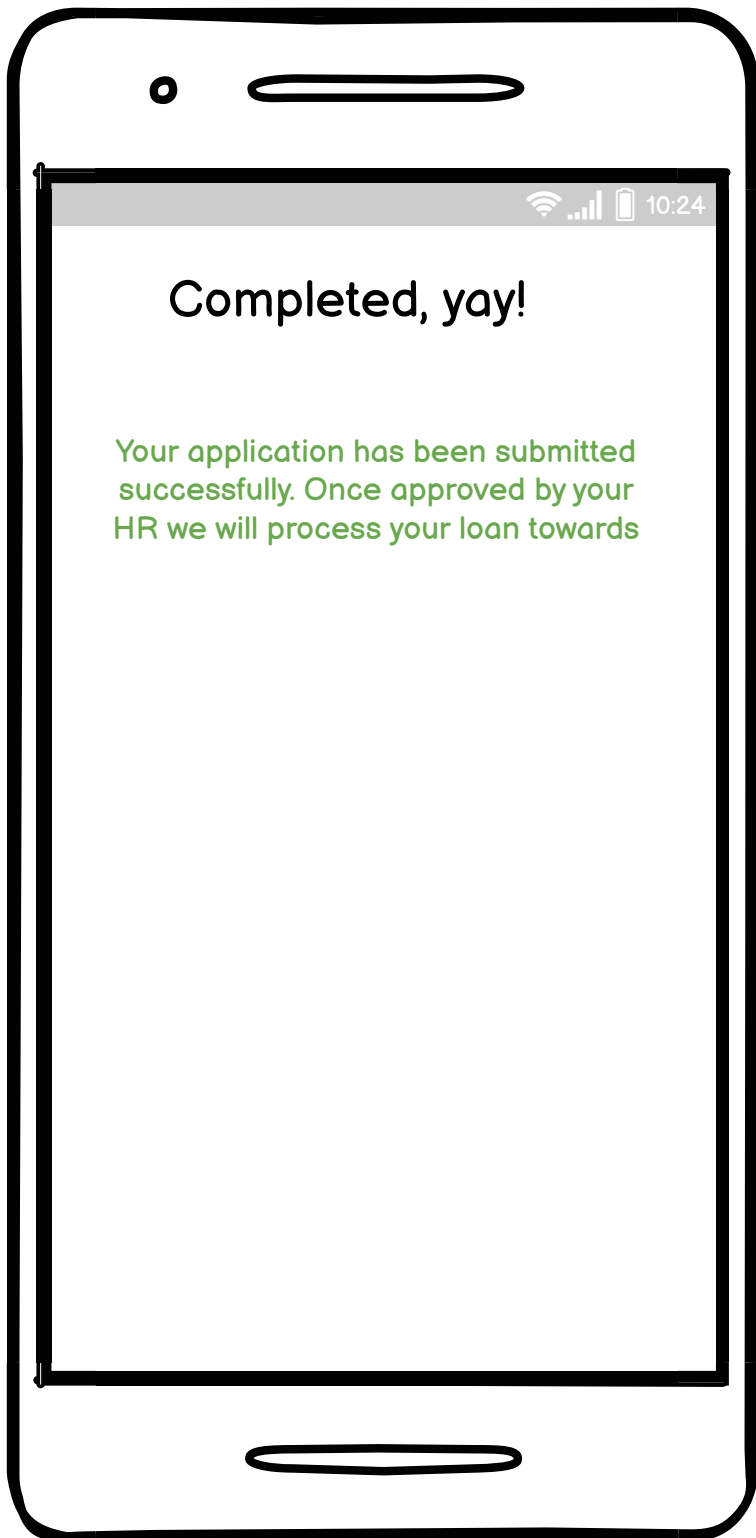 10:24
Completed, yay!
Your application has been submitted
successfully. Once approved by your
HR we will process your loan towards